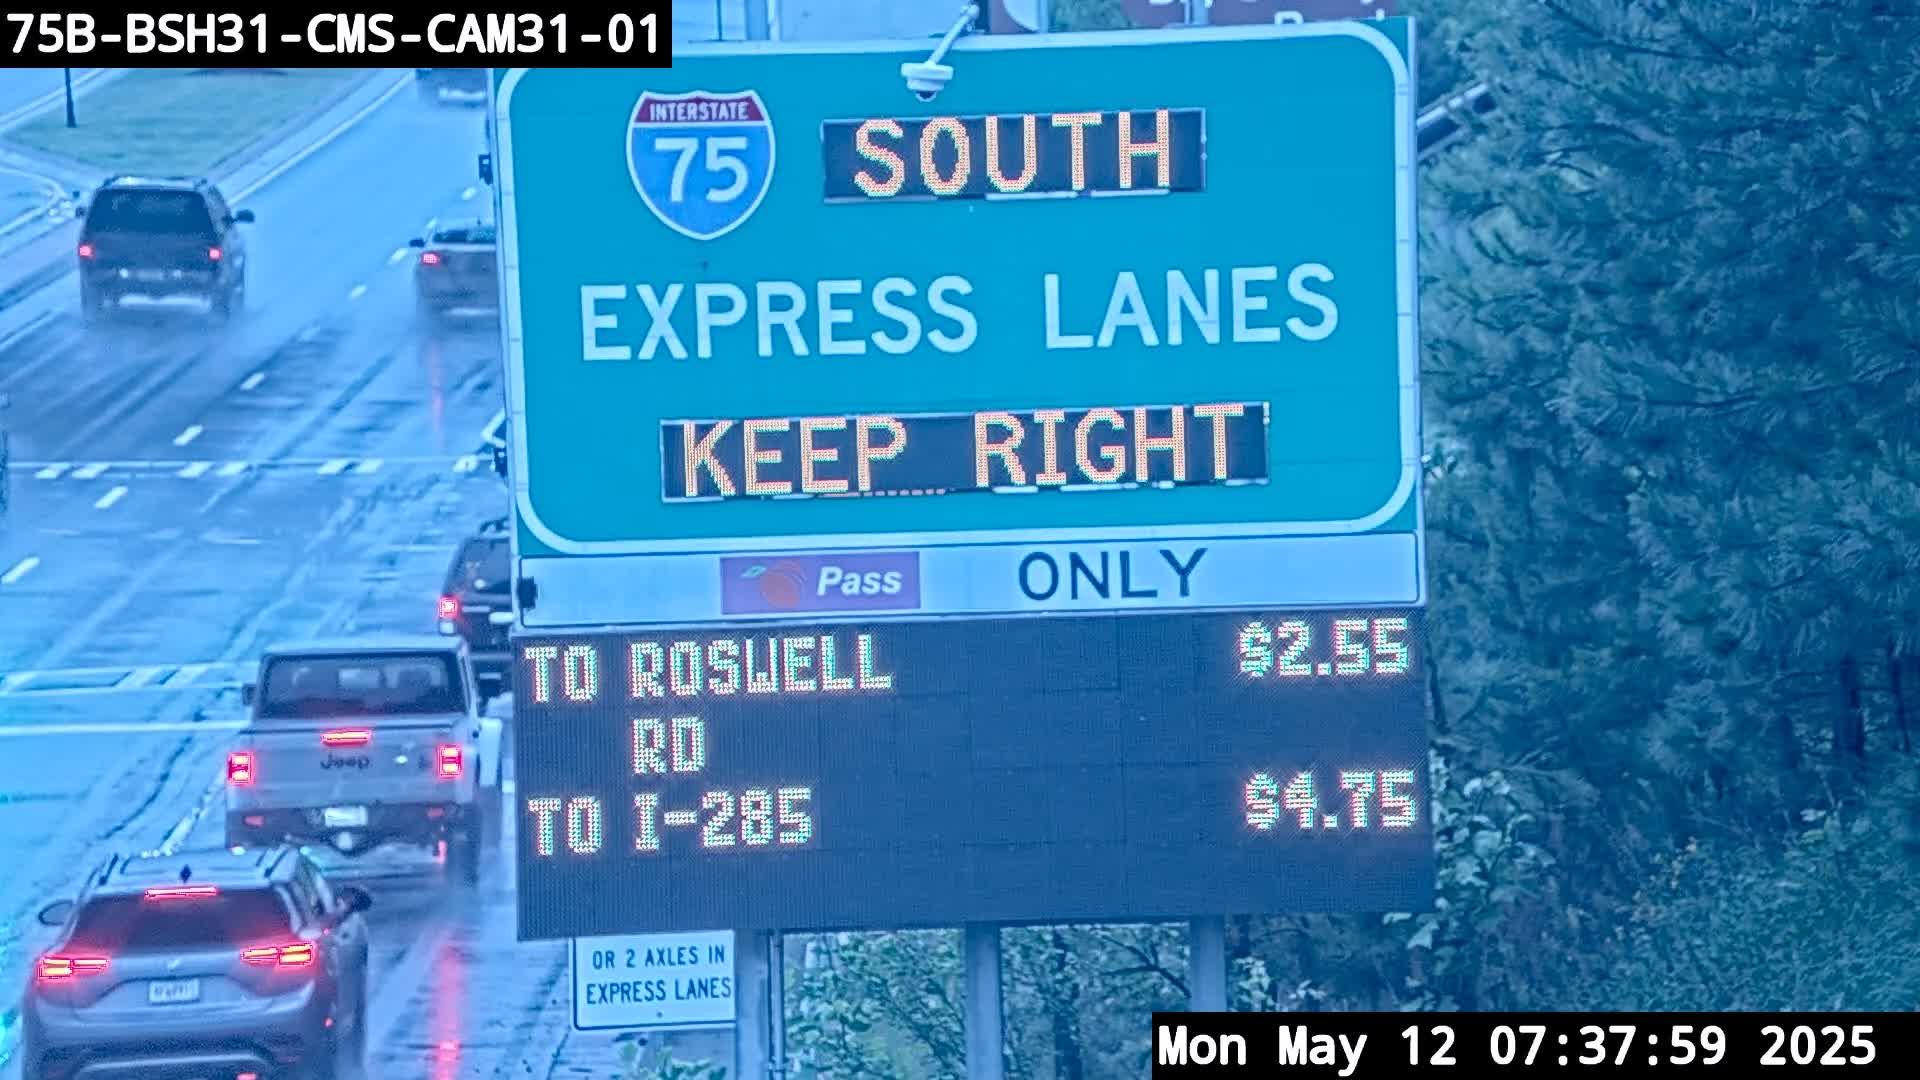 75B-BSH31-CMS-CAM31-01
INTERSTATE
75
SOUTH
EXPRESS LANES
KEEP RIGHT
Pass ONLY
TO ROSWELL $2.55
RD
TO I-285 $4.75
Jeep
OR 2 AXLES IN
EXPRESS LANES
Mon May 12 07:37:59 2025